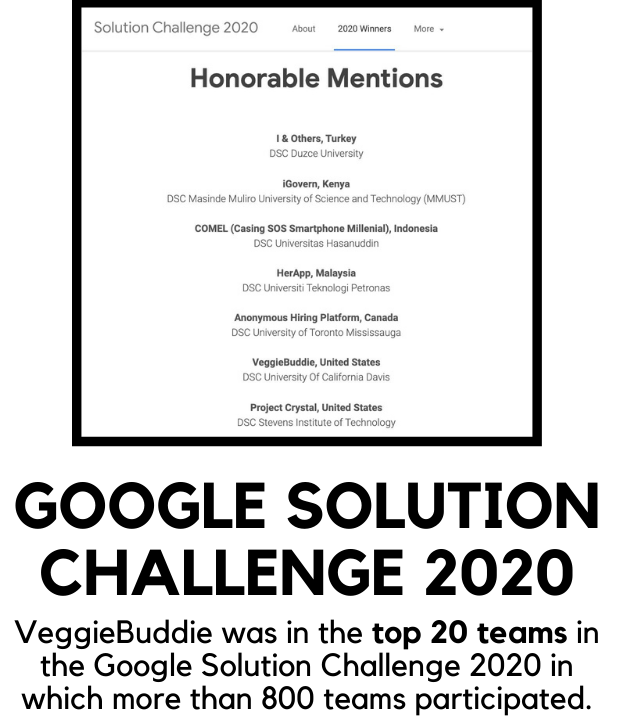 Solution Challenge 2020 About 2020 Winners More
Honorable Mentions
I & Others, Turkey
DSC Duzce University
iGovern, Kenya
DSC Masinde Muliro University of Science and Technology (MMUST)
COMEL (Casing SOS Smartphone Millenial), Indonesia
DSC Universitas Hasanuddin
HerApp, Malaysia
DSC Universiti Teknologi Petronas
Anonymous Hiring Platform, Canada
DSC University of Toronto Mississauga
VeggieBuddie, United States
DSC University Of California Davis
Project Crystal, United States
DSC Stevens Institute of Technology
GOOGLE SOLUTION
CHALLENGE 2020
VeggieBuddie was in the top 20 teams in
the Google Solution Challenge 2020 in
which more than 800 teams participated.